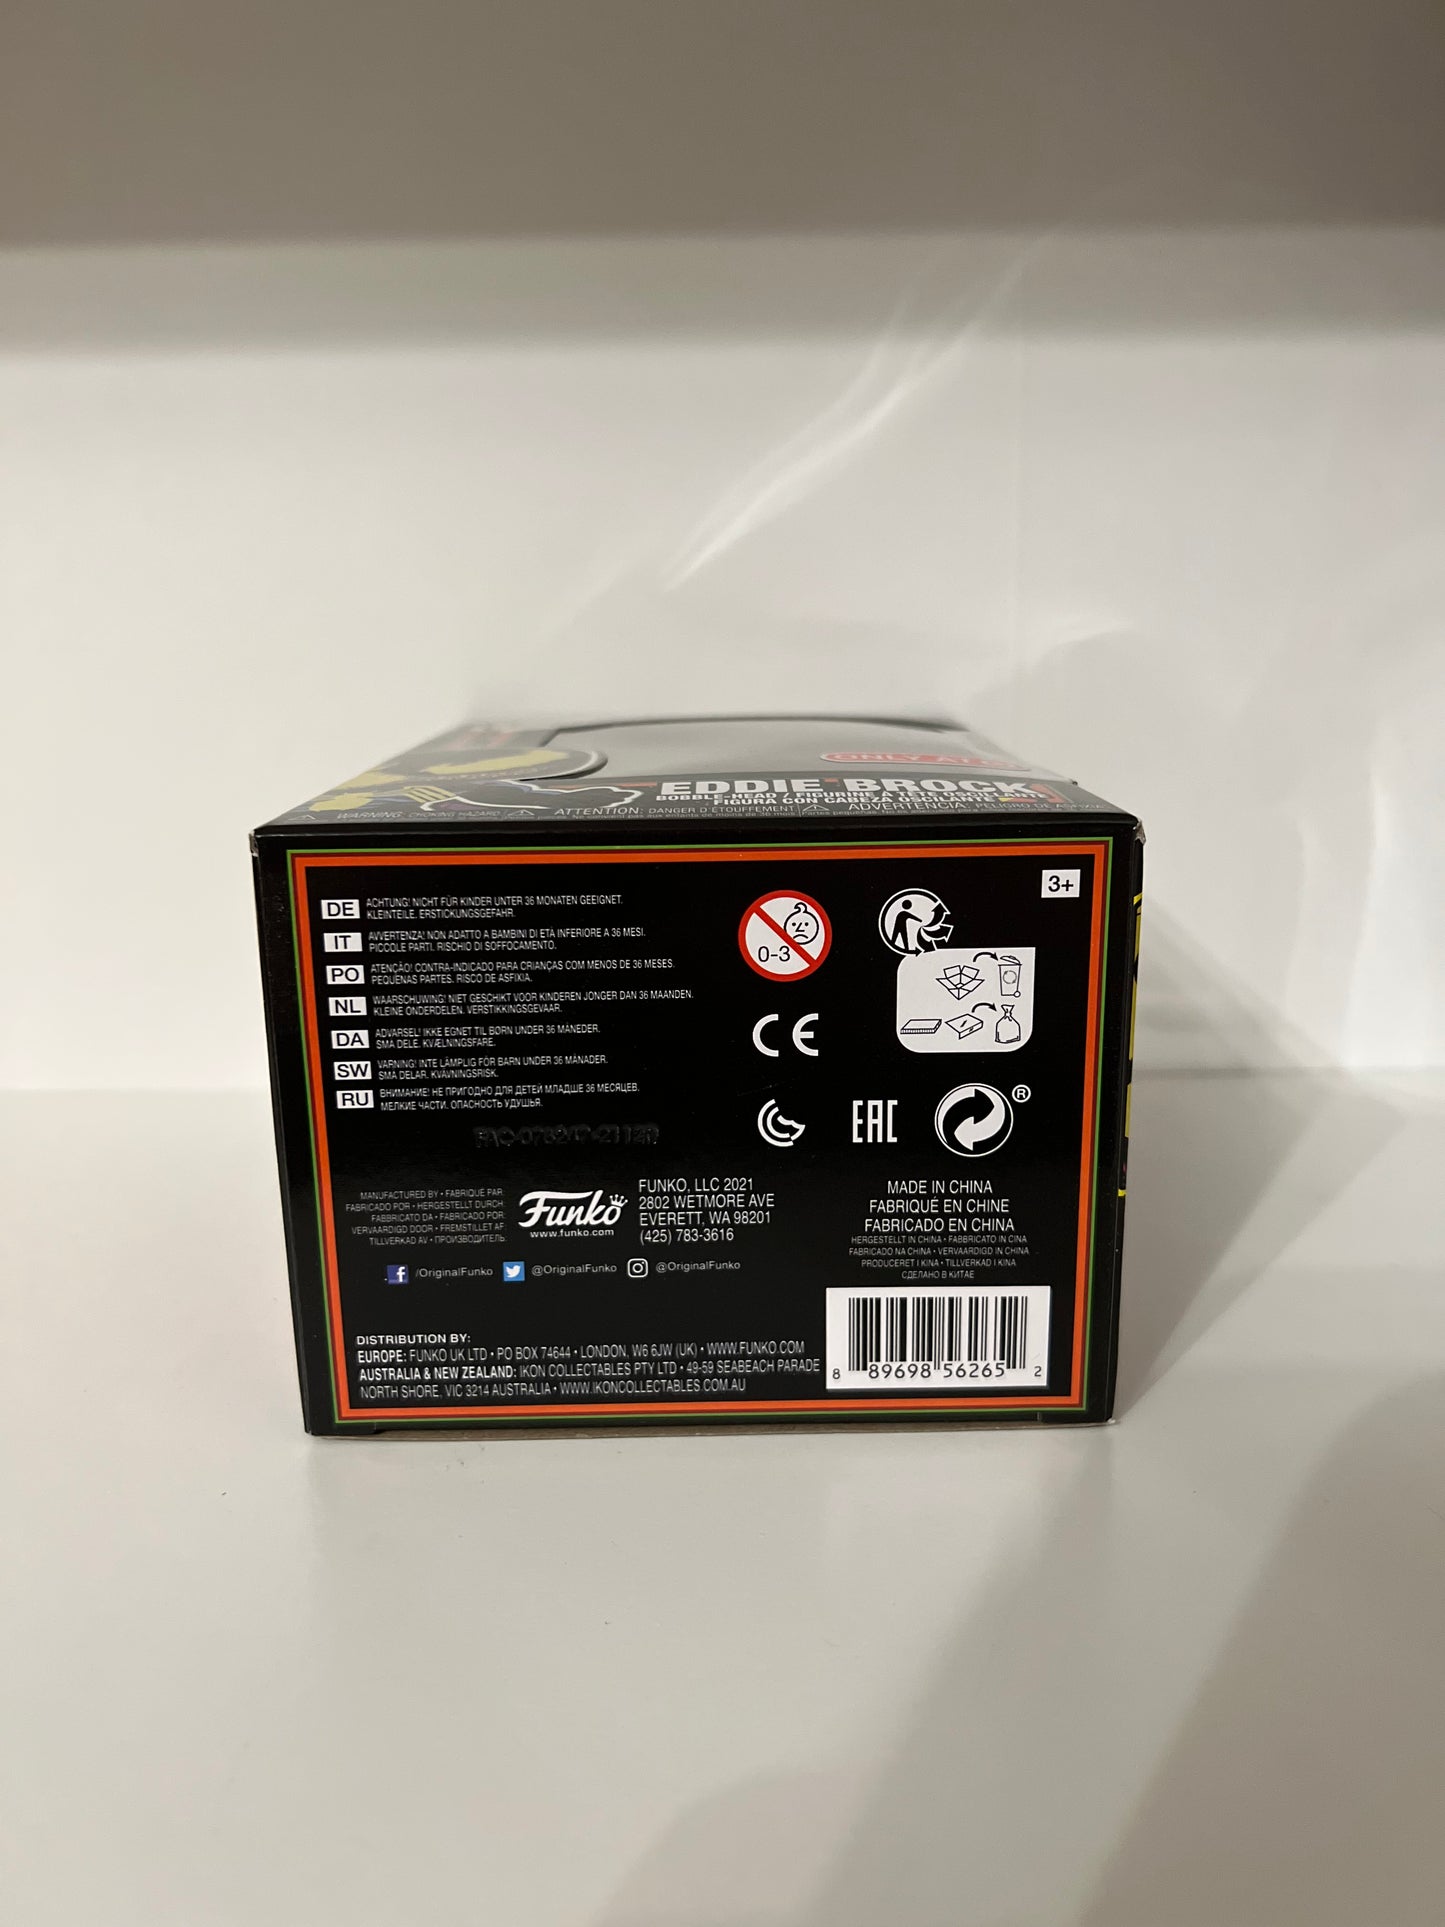 ONLY AT
EDDIE BROCK
BOBBLE-HEAD / FIGURINE À TÊTE
FIGURA CON CABEZA
WARNING: CHOKING HAZARD
ATTENTION: DANGER D'ÉTOUFFEMENT
ADVERTENCIA: PELIGRO DE ASFIXIA
3+
DE ACHTUNG! NICHT FÜR KINDER UNTER 36 MONATEN GEEIGNET.
KLEINTEILE. ERSTICKUNGSGEFAHR.
IT AVVERTENZA! NON ADATTO A BAMBINI DI ETÀ INFERIORE A 36 MESI.
PICCOLE PARTI. RISCHIO DI SOFFOCAMENTO.
PO ATENÇÃO! CONTRA-INDICADO PARA CRIANÇAS COM MENOS DE 36 MESES.
PEQUENAS PARTES. RISCO DE ASFIXIA.
NL WAARSCHUWING! NIET GESCHIKT VOOR KINDEREN JONGER DAN 36 MAANDEN.
KLEINE ONDERDELEN. VERSTIKKINGSGEVAAR.
DA ADVARSEL! IKKE EGNET TIL BØRN UNDER 36 MÅNEDER.
SMÅ DELE. KVÆLNINGSFARE.
SW VARNING! INTE LÄMPLIG FÖR BARN UNDER 36 MÅNADER.
SMÅ DELAR. KVÄVNINGSRISK.
RU ВНИМАНИЕ! НЕ ПРИГОДНО ДЛЯ ДЕТЕЙ МЛАДШЕ 36 МЕСЯЦЕВ.
МЕЛКИЕ ЧАСТИ. ОПАСНОСТЬ УДУШЬЯ.
0-3
CE
EAC
®
MANUFACTURED BY • FABRIQUÉ PAR:
FABRICADO POR • HERGESTELLT DURCH:
FABBRICATO DA • FABRICADO POR:
VERVAARDIGD DOOR • FREMSTILLET AF:
TILLVERKAD AV • ПРОИЗВОДИТЕЛЬ:
Funko
www.funko.com
FUNKO, LLC 2021
2802 WETMORE AVE
EVERETT, WA 98201
(425) 783-3616
MADE IN CHINA
FABRIQUÉ EN CHINE
FABRICADO EN CHINA
HERGESTELLT IN CHINA • FABBRICATO IN CINA
FABRICADO NA CHINA • VERVAARDIGD IN CHINA
PRODUCERET I KINA • TILLVERKAD I KINA
СДЕЛАНО В КИТАЕ
/OriginalFunko @OriginalFunko @OriginalFunko
DISTRIBUTION BY:
EUROPE: FUNKO UK LTD • PO BOX 74644 • LONDON, W6 6JW (UK) • WWW.FUNKO.COM
AUSTRALIA & NEW ZEALAND: IKON COLLECTABLES PTY LTD • 49-59 SEABEACH PARADE
NORTH SHORE, VIC 3214 AUSTRALIA • WWW.IKONCOLLECTABLES.COM.AU
8 89698 56265 2